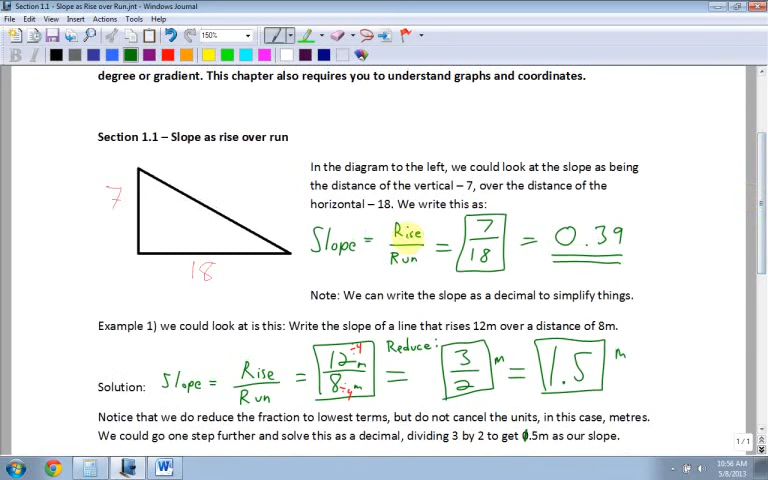 Section 1.1 – Slope as Rise over Run.jnt - Windows Journal
File Edit View Insert Actions Tools Help
150%
B I
degree or gradient. This chapter also requires you to understand graphs and coordinates.
Section 1.1 – Slope as rise over run
7
18
In the diagram to the left, we could look at the slope as being
the distance of the vertical – 7, over the distance of the
horizontal – 18. We write this as:
Slope = Rise / Run = 7 / 18 = 0.39
Note: We can write the slope as a decimal to simplify things.
Example 1) we could look at is this: Write the slope of a line that rises 12m over a distance of 8m.
Solution: Slope = Rise / Run = 12 ÷4 m / 8 ÷4 m = Reduce: 3 / 2 m = 1.5 m
Notice that we do reduce the fraction to lowest terms, but do not cancel the units, in this case, metres.
We could go one step further and solve this as a decimal, dividing 3 by 2 to get .5m as our slope.
1 / 1
10:56 AM
5/8/2013